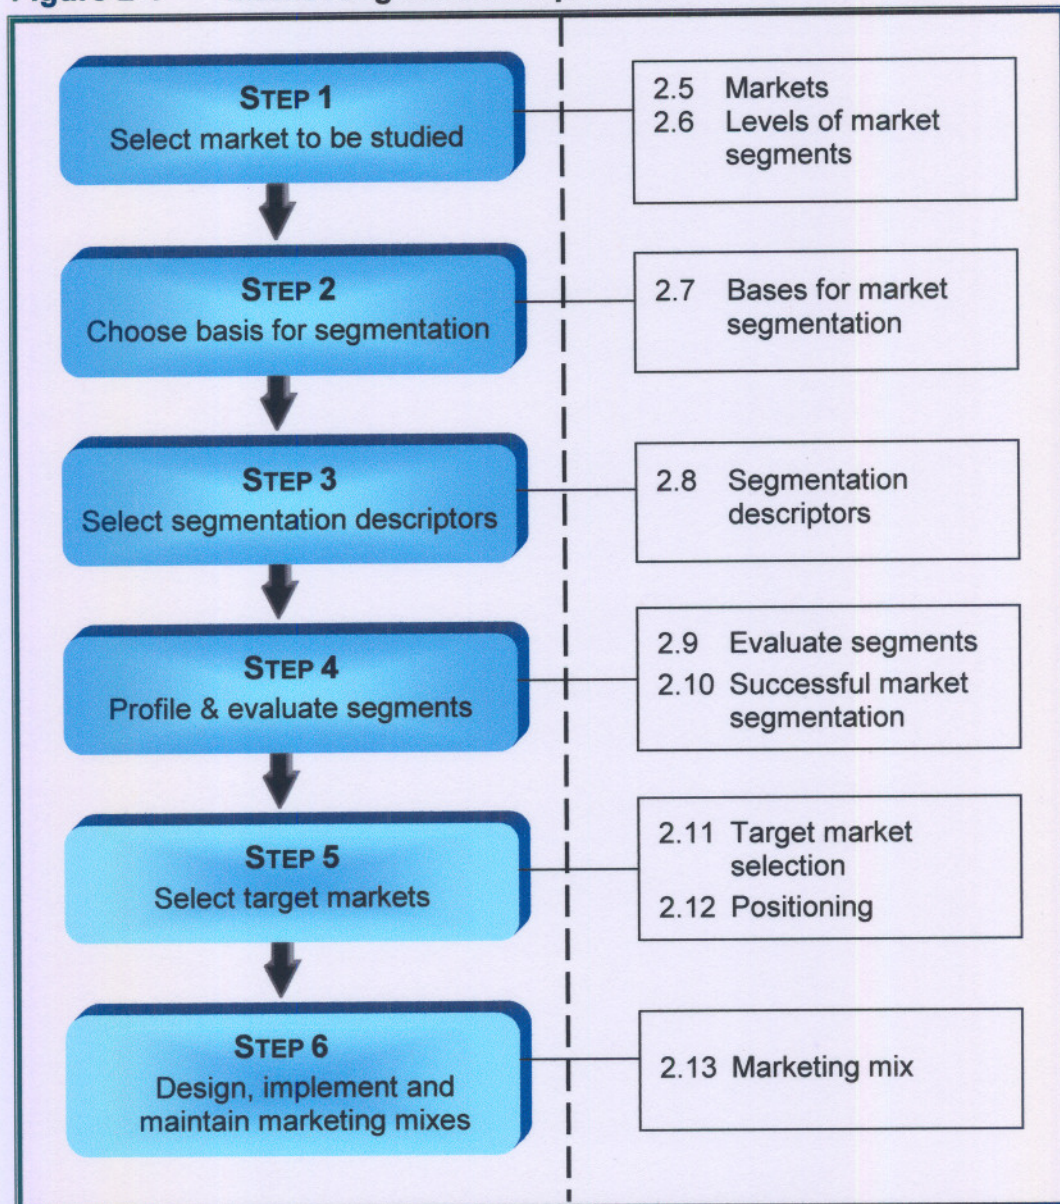 STEP 1
Select market to be studied
2.5 Markets
2.6 Levels of market
segments
STEP 2
Choose basis for segmentation
2.7 Bases for market
segmentation
STEP 3
Select segmentation descriptors
2.8 Segmentation
descriptors
STEP 4
Profile & evaluate segments
2.9 Evaluate segments
2.10 Successful market
segmentation
STEP 5
Select target markets
2.11 Target market
selection
2.12 Positioning
STEP 6
Design, implement and
maintain marketing mixes
2.13 Marketing mix